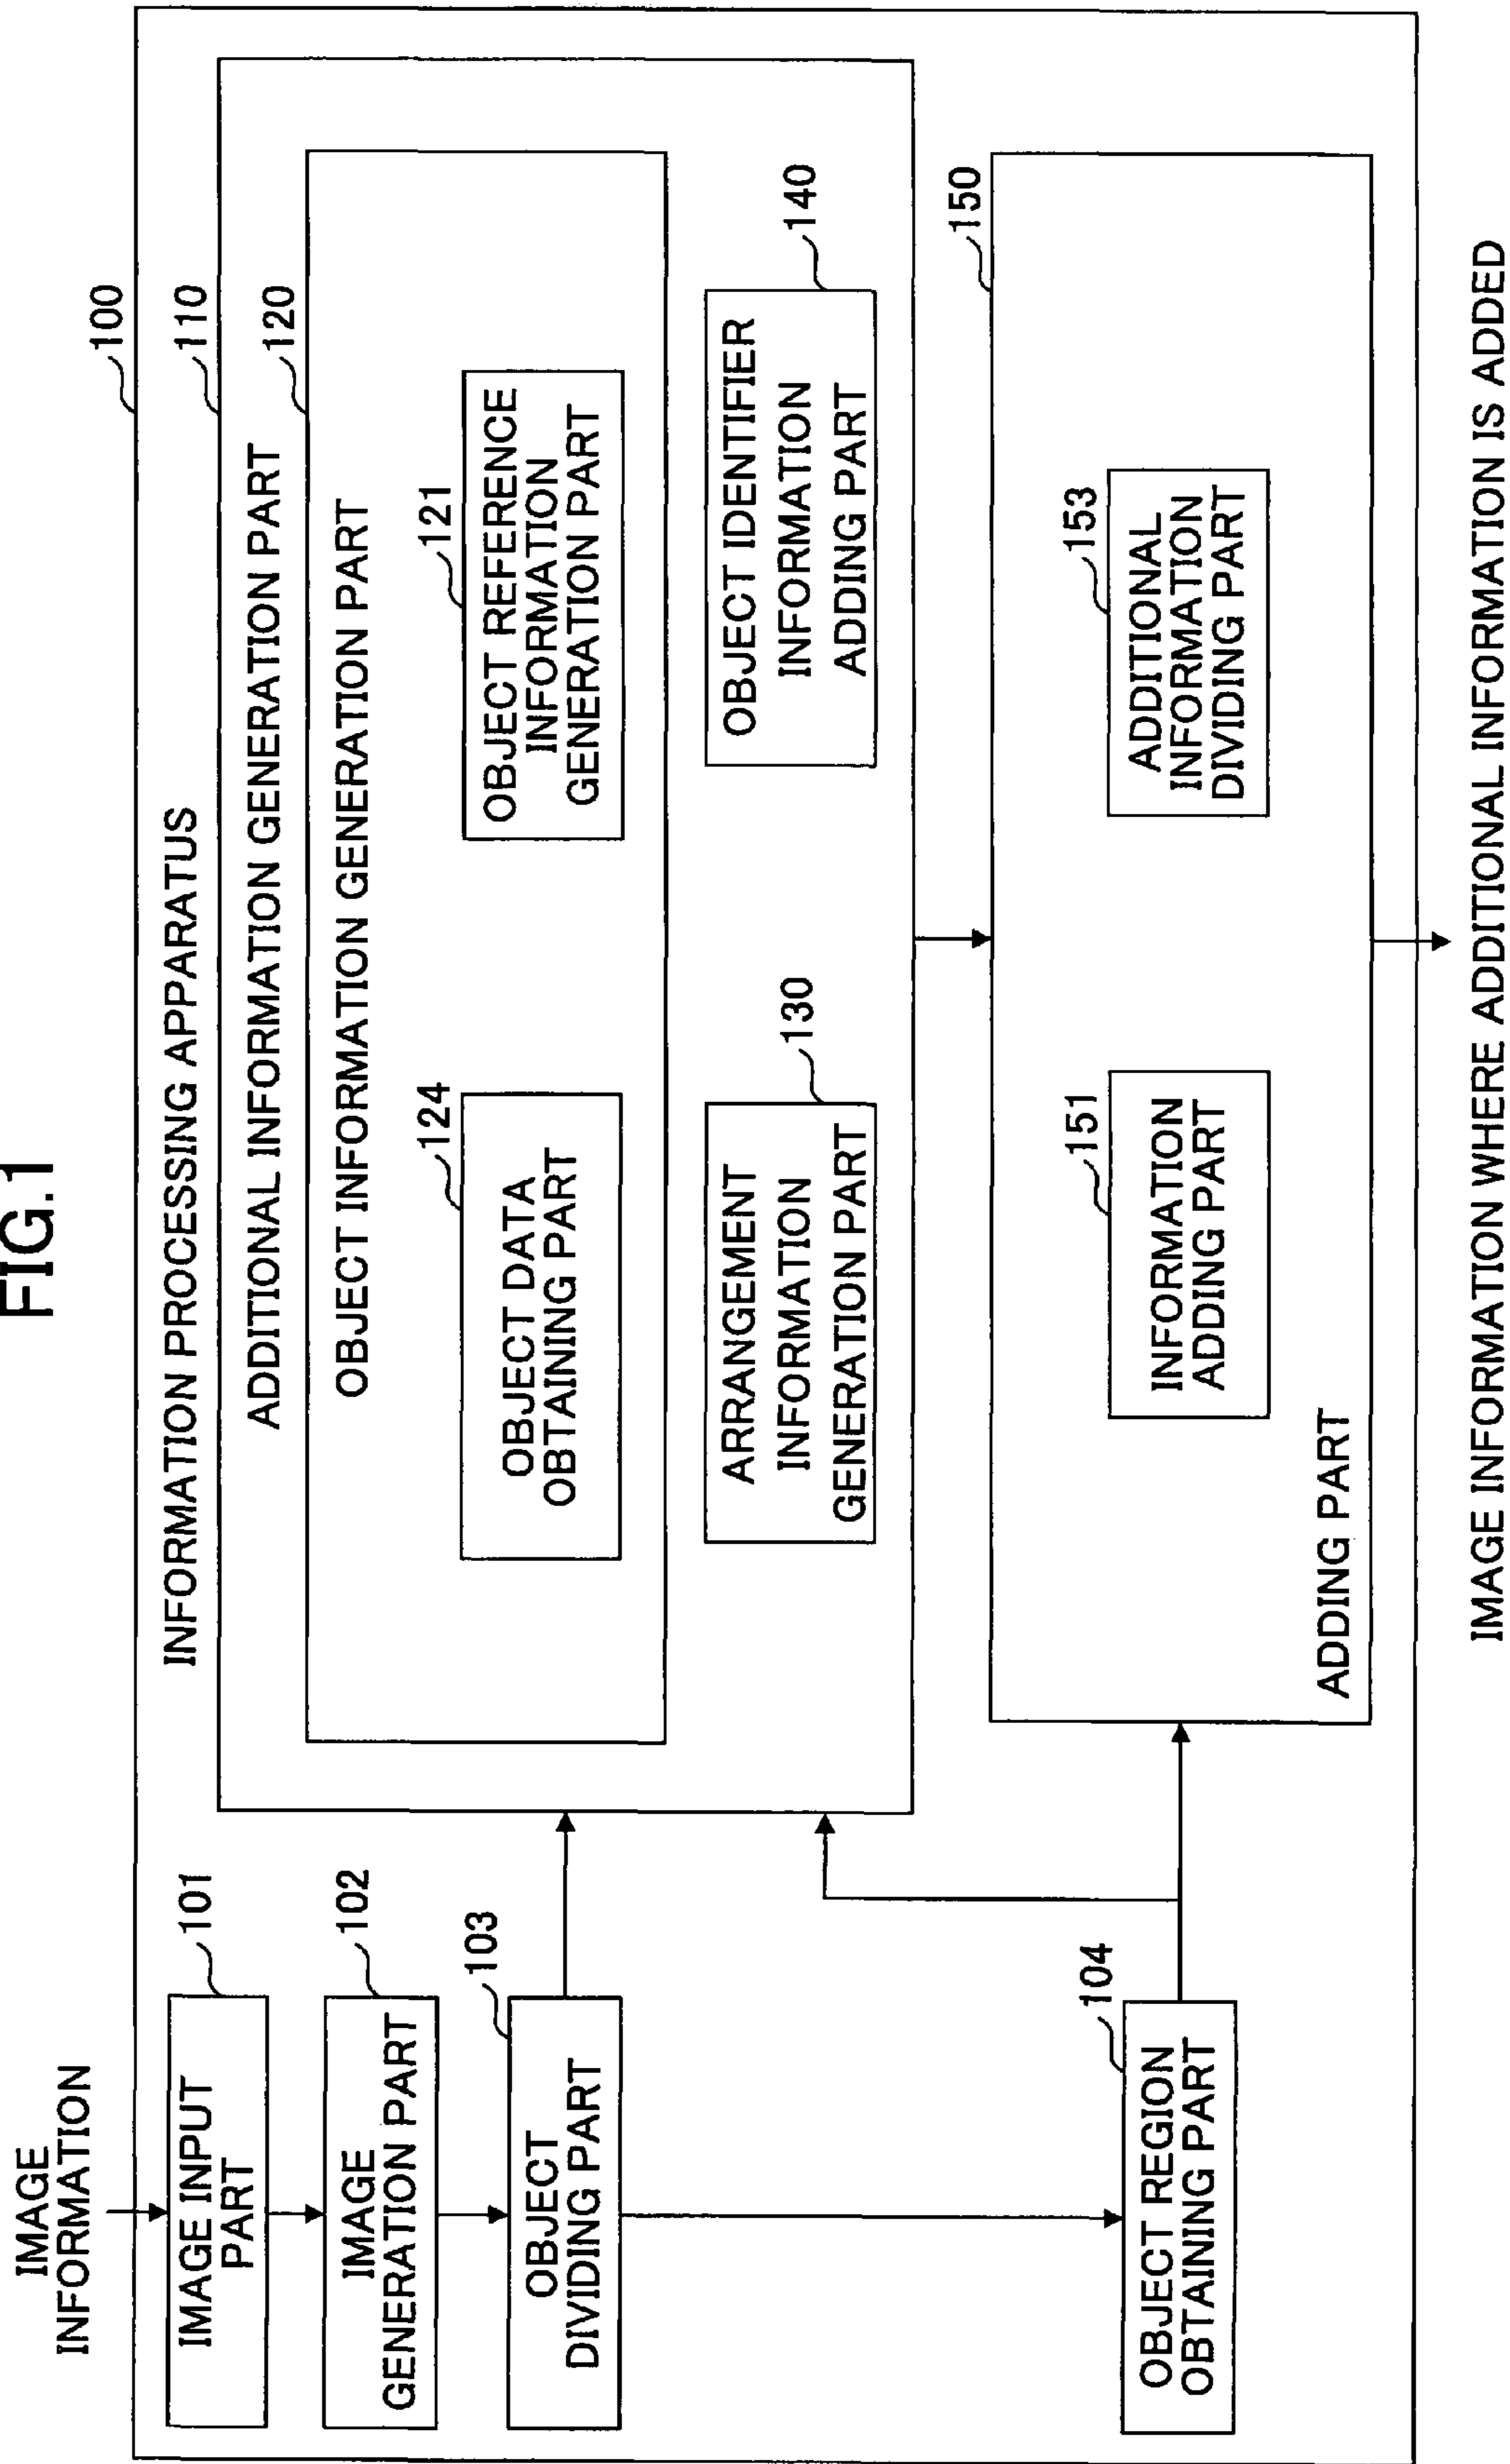 FIG.1
IMAGE
INFORMATION
100
INFORMATION PROCESSING APPARATUS
IMAGE INPUT
PART
101
IMAGE
GENERATION PART
102
OBJECT
DIVIDING PART
103
OBJECT REGION
OBTAINING PART
104
110
ADDITIONAL INFORMATION GENERATION PART
120
OBJECT INFORMATION GENERATION PART
124
OBJECT DATA
OBTAINING PART
121
OBJECT REFERENCE
INFORMATION
GENERATION PART
130
ARRANGEMENT
INFORMATION
GENERATION PART
140
OBJECT IDENTIFIER
INFORMATION
ADDING PART
150
151
INFORMATION
ADDING PART
153
ADDITIONAL
INFORMATION
DIVIDING PART
ADDING PART
IMAGE INFORMATION WHERE ADDITIONAL INFORMATION IS ADDED